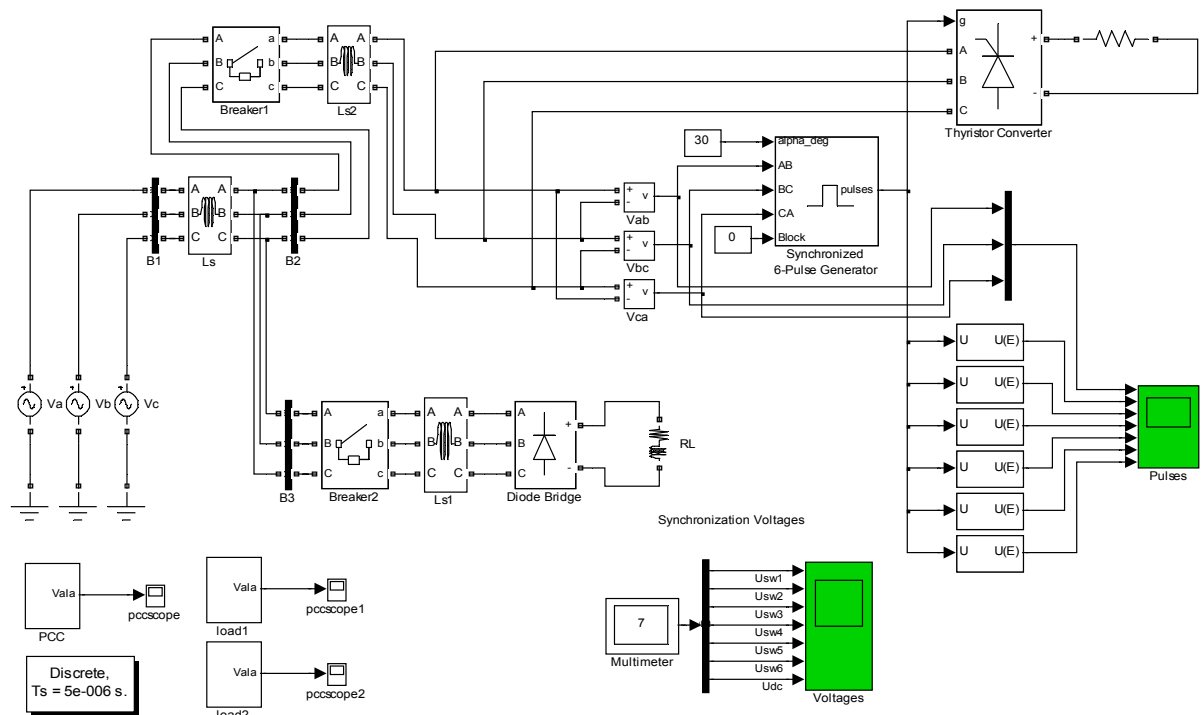 A a
B b
C c
Breaker1
A A
B B
C C
Ls2
g
A
B
C
+
-
Thyristor Converter
30
alpha_deg
AB
BC
CA
Block
pulses
0
Synchronized
6-Pulse Generator
+
-
v
Vab
+
-
v
Vbc
+
-
v
Vca
B1
A A
B B
C C
Ls
B2
+
Va
+
Vb
+
Vc
B3
A a
B b
C c
Breaker2
A A
B B
C C
Ls1
A
B
C
+
-
Diode Bridge
RL
U U(E)
U U(E)
U U(E)
U U(E)
U U(E)
U U(E)
Pulses
Synchronization Voltages
Vala
PCC
pccscope
Vala
load1
pccscope1
Vala
load2
pccscope2
Discrete,
Ts = 5e-006 s.
7
Multimeter
Usw1
Usw2
Usw3
Usw4
Usw5
Usw6
Udc
Voltages